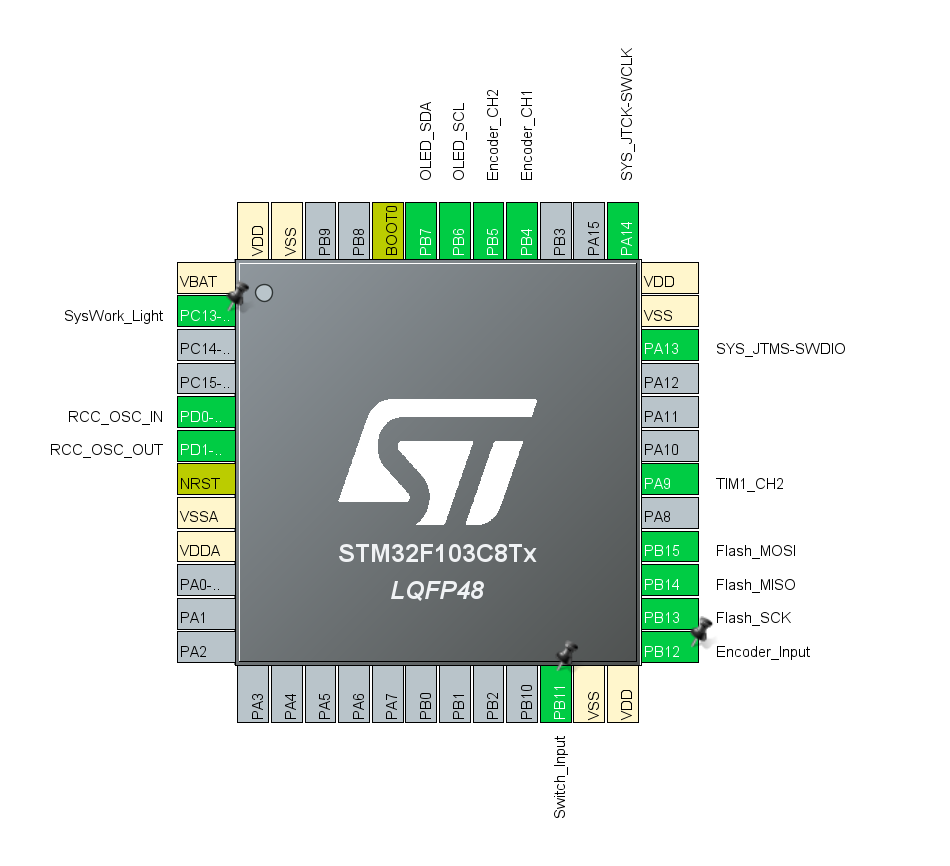 OLED_SDA
OLED_SCL
Encoder_CH2
Encoder_CH1
SYS_JTCK-SWCLK
VDD
VSS
PB9
PB8
BOOT0
PB7
PB6
PB5
PB4
PB3
PA15
PA14
VBAT
SysWork_Light PC13-..
PC14-..
PC15-..
RCC_OSC_IN PD0-..
RCC_OSC_OUT PD1-..
NRST
VSSA
VDDA
PA0-..
PA1
PA2
ST
STM32F103C8Tx
LQFP48
VDD
VSS
PA13 SYS_JTMS-SWDIO
PA12
PA11
PA10
PA9 TIM1_CH2
PA8
PB15 Flash_MOSI
PB14 Flash_MISO
PB13 Flash_SCK
PB12 Encoder_Input
PA3
PA4
PA5
PA6
PA7
PB0
PB1
PB2
PB10
PB11
VSS
VDD
Switch_Input